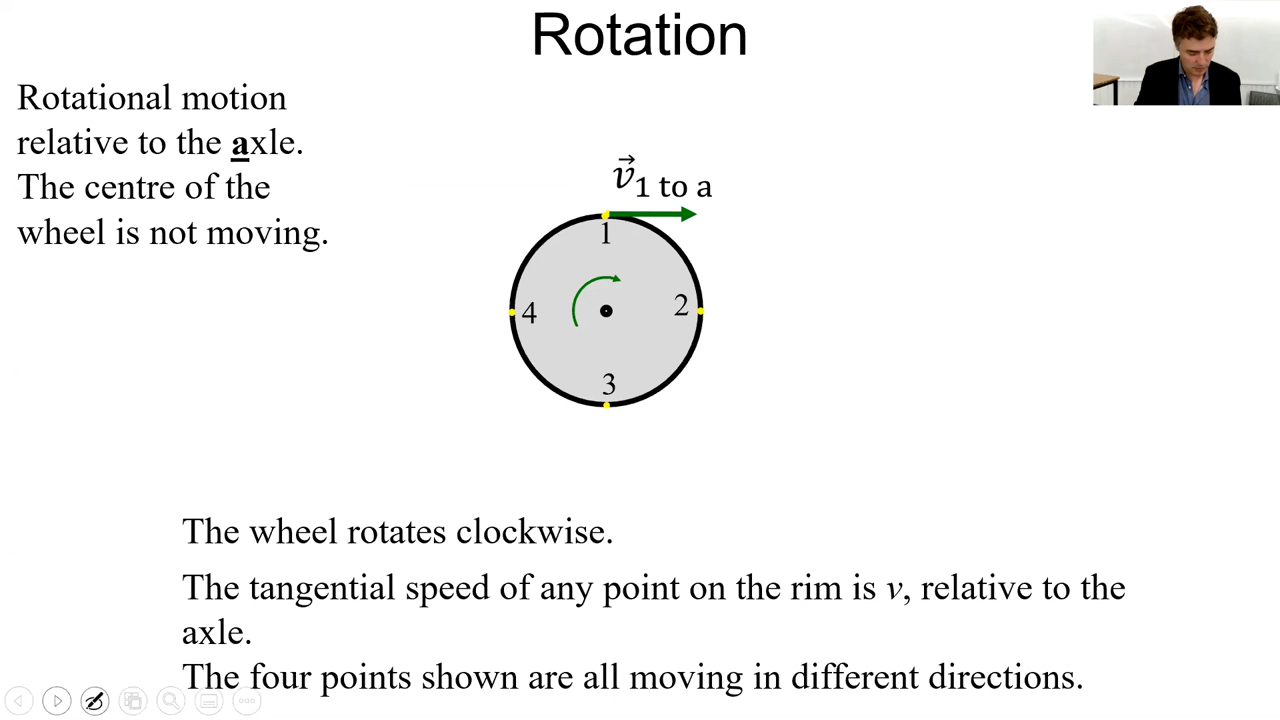 Rotation
Rotational motion
relative to the axle.
The centre of the
wheel is not moving.
v⃗₁ to a
1
4
2
3
The wheel rotates clockwise.
The tangential speed of any point on the rim is v, relative to the
axle.
The four points shown are all moving in different directions.